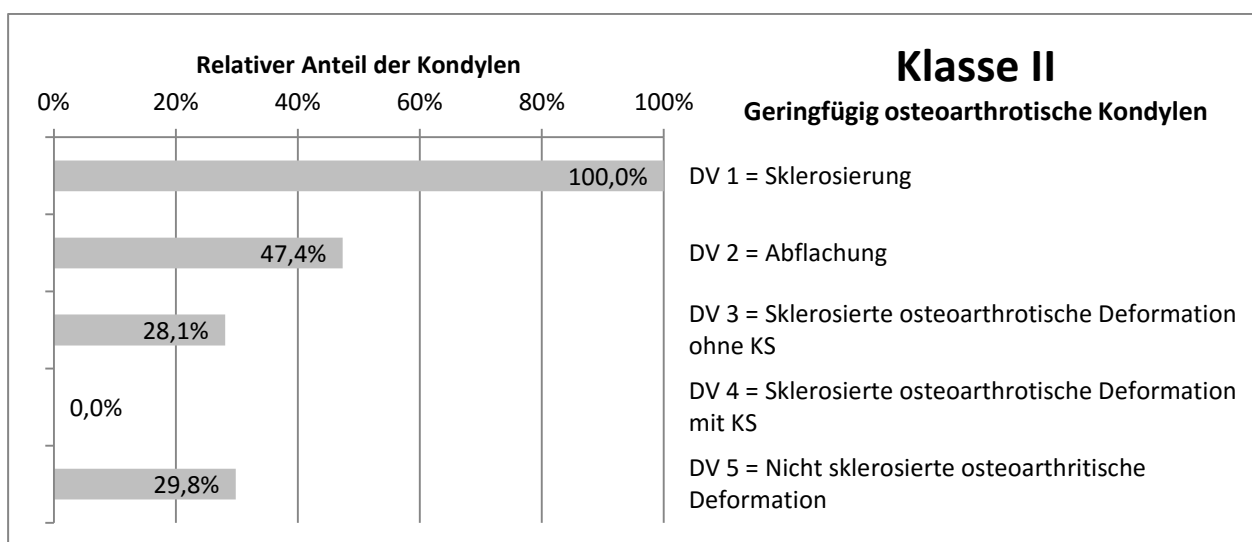 Klasse II
Geringfügig osteoarthrotische Kondylen
Relativer Anteil der Kondylen
0% 20% 40% 60% 80% 100%
100,0% DV 1 = Sklerosierung
47,4% DV 2 = Abflachung
28,1% DV 3 = Sklerosierte osteoarthrotische Deformation
ohne KS
0,0% DV 4 = Sklerosierte osteoarthrotische Deformation
mit KS
29,8% DV 5 = Nicht sklerosierte osteoarthritische
Deformation